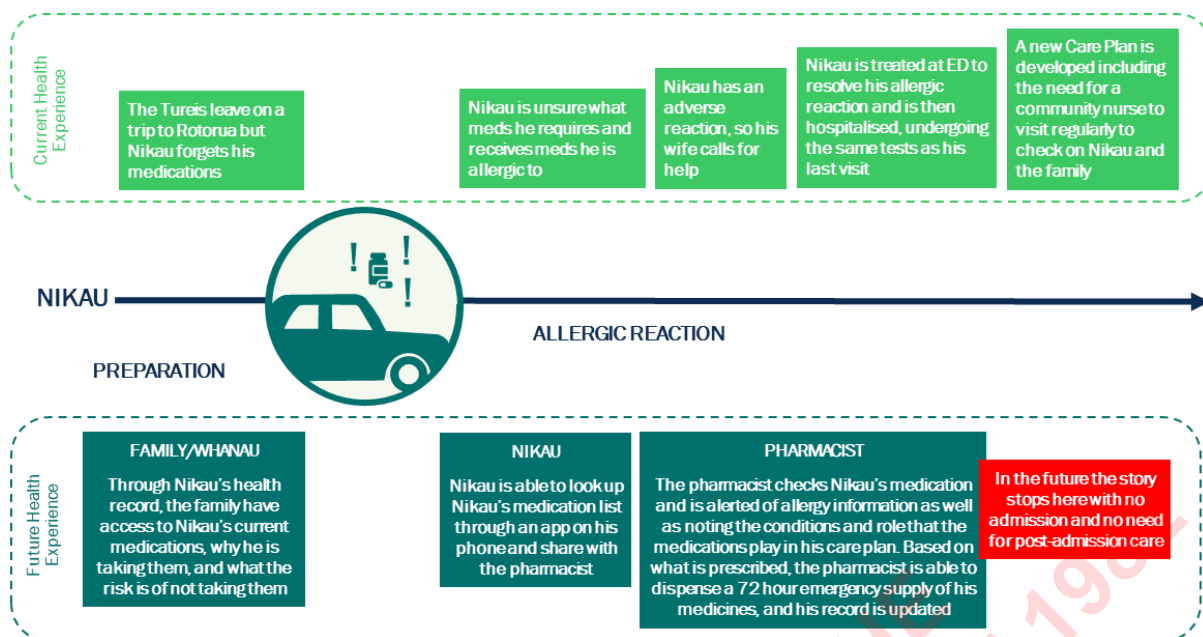 Current Health
Experience
The Tureis leave on a
trip to Rotorua but
Nikau forgets his
medications
Nikau is unsure what
meds he requires and
receives meds he is
allergic to
Nikau has an
adverse
reaction, so his
wife calls for
help
Nikau is treated at ED to
resolve his allergic
reaction and is then
hospitalised, undergoing
the same tests as his
last visit
A new Care Plan is
developed including
the need for a
community nurse to
visit regularly to
check on Nikau and
the family
! ! !
NIKAU
PREPARATION
ALLERGIC REACTION
Future Health
Experience
FAMILY/WHANAU
Through Nikau's health
record, the family have
access to Nikau's current
medications, why he is
taking them, and what the
risk is of not taking them
NIKAU
Nikau is able to look up
Nikau's medication list
through an app on his
phone and share with
the pharmacist
PHARMACIST
The pharmacist checks Nikau's medication
and is alerted of allergy information as well
as noting the conditions and role that the
medications play in his care plan. Based on
what is prescribed, the pharmacist is able to
dispense a 72 hour emergency supply of his
medicines, and his record is updated
In the future the story
stops here with no
admission and no need
for post-admission care